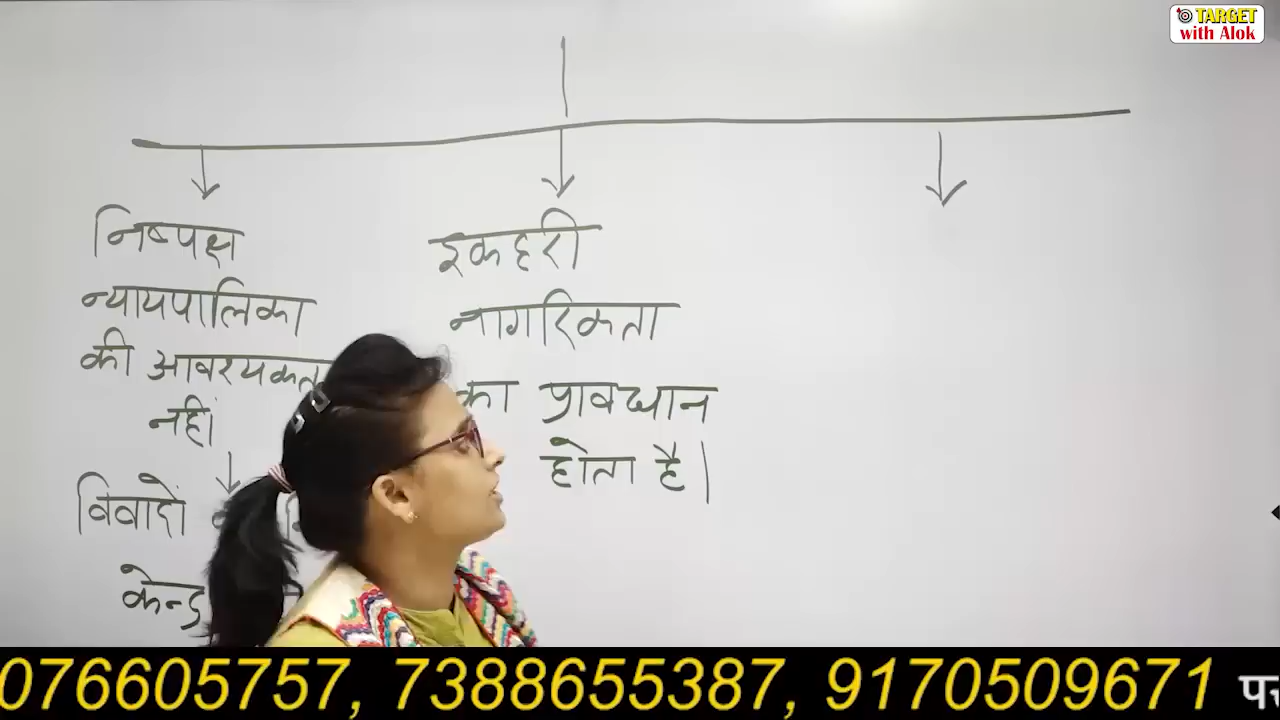 TARGET
with Alok
निष्पक्ष
न्यायपालिका
की आवश्यकता
नहीं
विवादों
केन्द्र
इकहरी
नागरिकता
का प्रावधान
होता है|
076605757, 7388655387, 9170509671